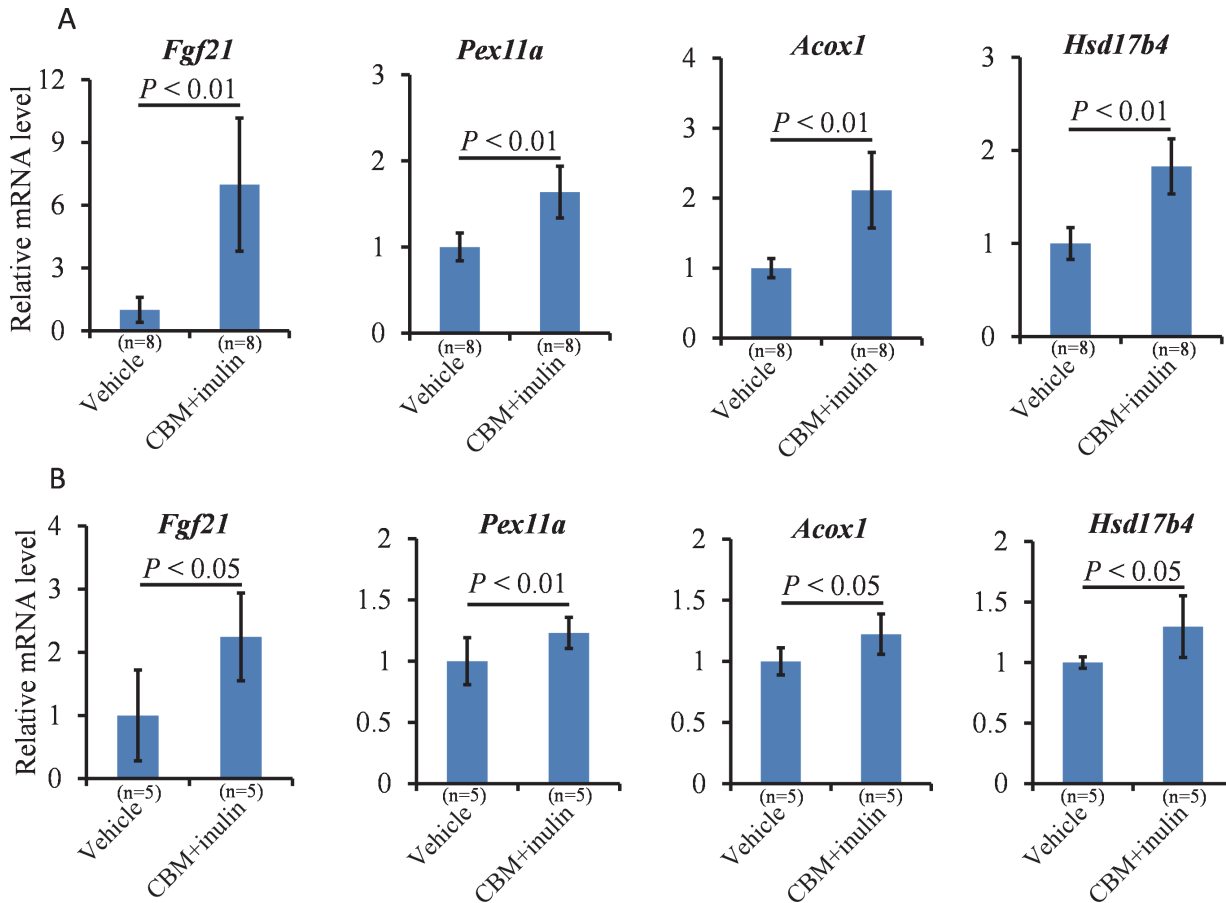 A
Fgf21
Pex11a
Acox1
Hsd17b4
Relative mRNA level
12
9
6
3
0
P < 0.01
(n=8)
(n=8)
Vehicle
CBM+inulin
3
2
1
0
P < 0.01
(n=8)
(n=8)
Vehicle
CBM+inulin
4
3
2
1
0
P < 0.01
(n=8)
(n=8)
Vehicle
CBM+inulin
3
2
1
0
P < 0.01
(n=8)
(n=8)
Vehicle
CBM+inulin
B
Fgf21
Pex11a
Acox1
Hsd17b4
Relative mRNA level
4
3
2
1
0
P < 0.05
(n=5)
(n=5)
Vehicle
CBM+inulin
2
1.5
1
0.5
0
P < 0.01
(n=5)
(n=5)
Vehicle
CBM+inulin
2
1.5
1
0.5
0
P < 0.05
(n=5)
(n=5)
Vehicle
CBM+inulin
2
1.5
1
0.5
0
P < 0.05
(n=5)
(n=5)
Vehicle
CBM+inulin